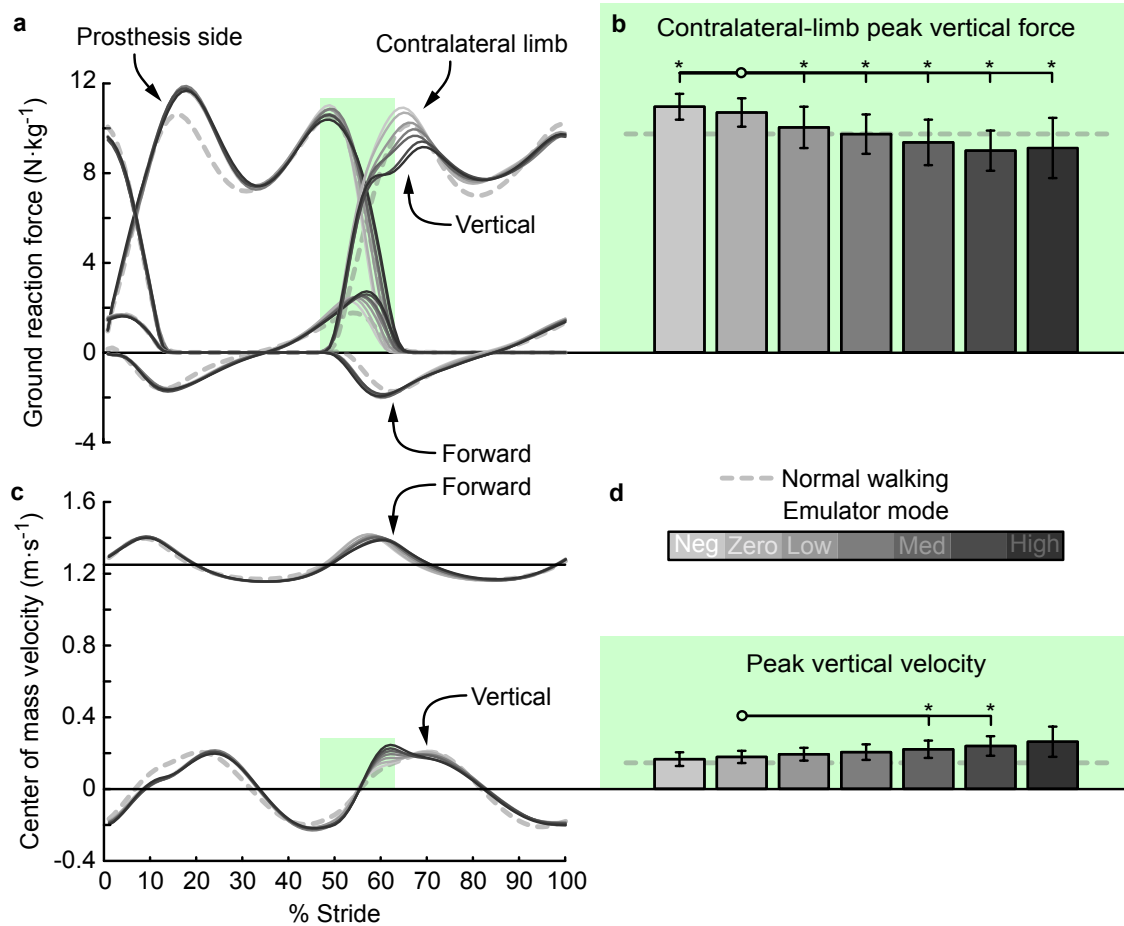 a
Prosthesis side
Contralateral limb
12
8
4
0
-4
Ground reaction force (N·kg⁻¹)
Vertical
Forward
b
Contralateral-limb peak vertical force
* * * * * *
c
Forward
1.6
1.2
0.8
0.4
0
-0.4
Center of mass velocity (m·s⁻¹)
Vertical
0 10 20 30 40 50 60 70 80 90 100
% Stride
d
Normal walking
Emulator mode
Neg Zero Low Med High
Peak vertical velocity
* *